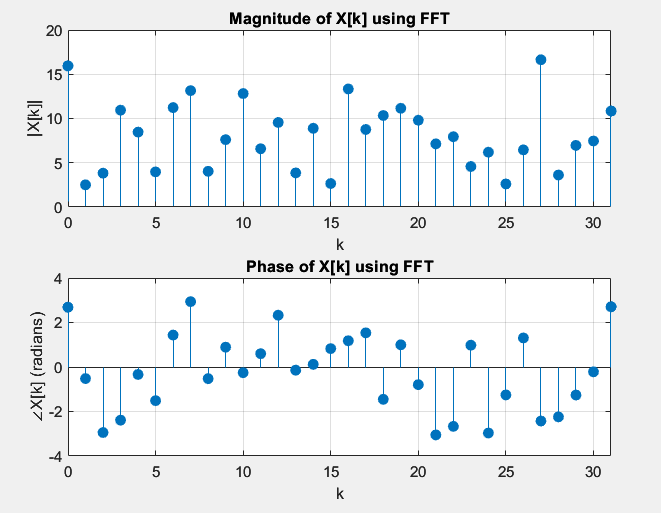 Magnitude of X[k] using FFT
|X[k]|
20
15
10
5
0
0 5 10 15 20 25 30
k
Phase of X[k] using FFT
∠X[k] (radians)
4
2
0
-2
-4
0 5 10 15 20 25 30
k